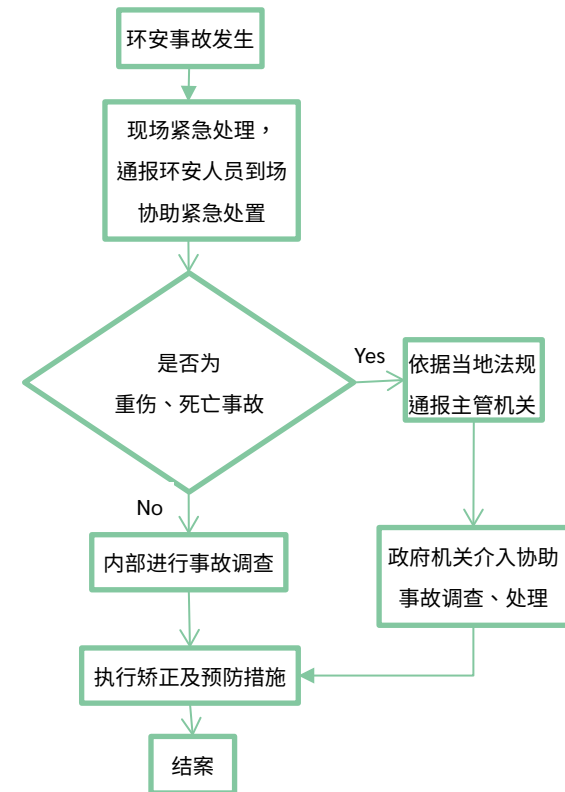 环安事故发生
现场紧急处理，
通报环安人员到场
协助紧急处置
是否为
重伤、死亡事故
Yes
依据当地法规
通报主管机关
No
内部进行事故调查
政府机关介入协助
事故调查、处理
执行矫正及预防措施
结案